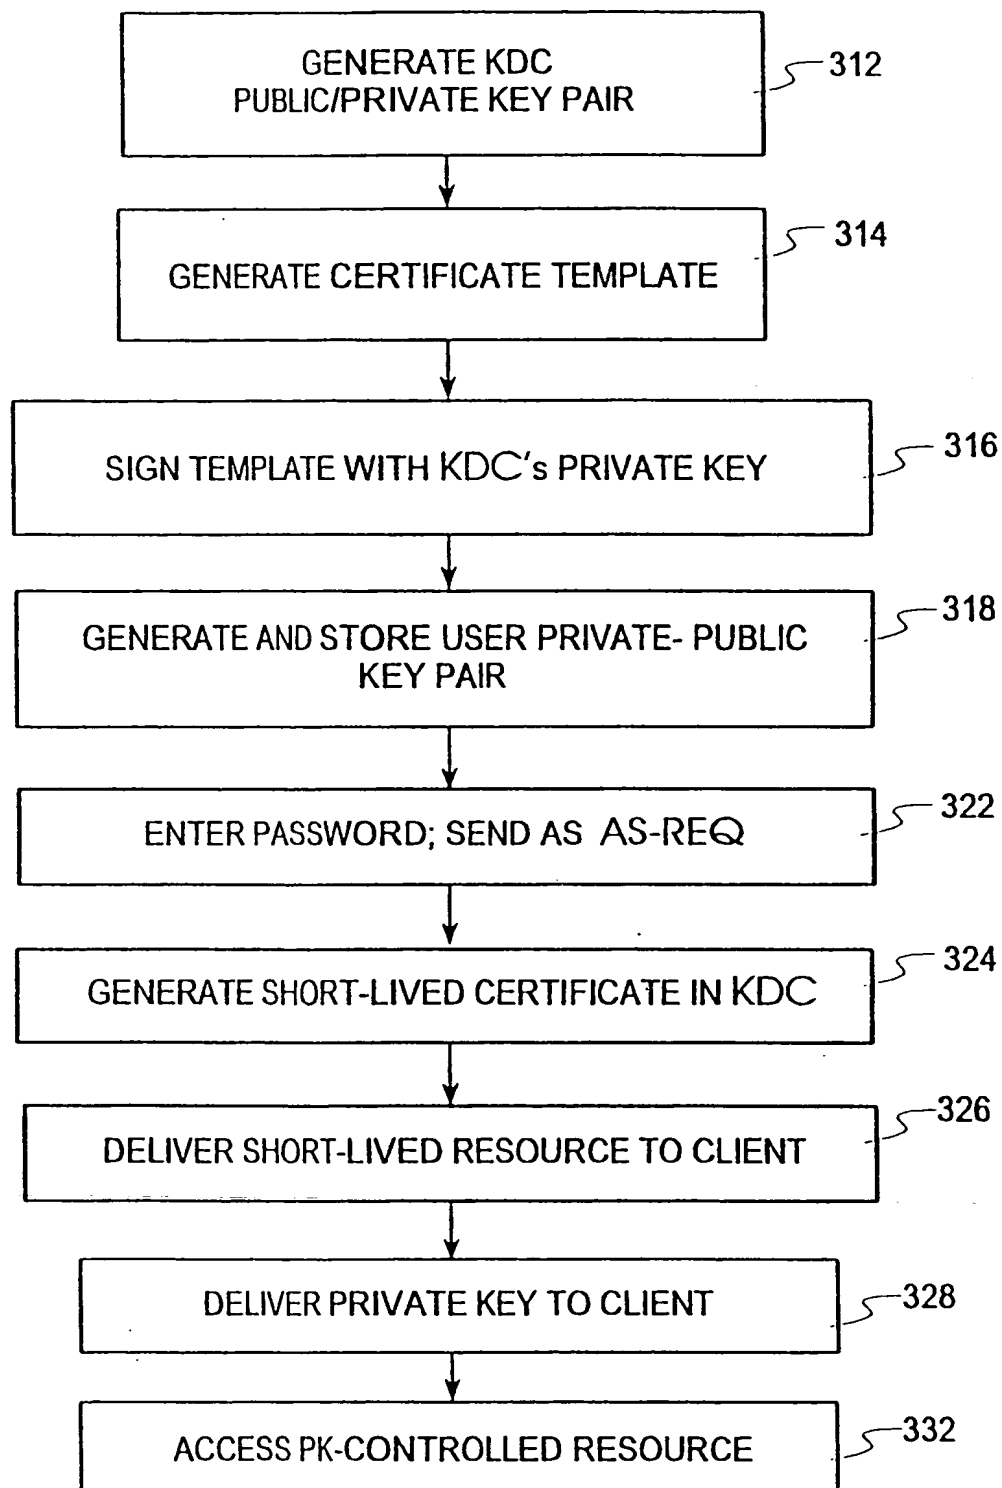 GENERATE KDC
PUBLIC/PRIVATE KEY PAIR
312
GENERATE CERTIFICATE TEMPLATE
314
SIGN TEMPLATE WITH KDC's PRIVATE KEY
316
GENERATE AND STORE USER PRIVATE- PUBLIC
KEY PAIR
318
ENTER PASSWORD; SEND AS AS-REQ
322
GENERATE SHORT-LIVED CERTIFICATE IN KDC
324
DELIVER SHORT-LIVED RESOURCE TO CLIENT
326
DELIVER PRIVATE KEY TO CLIENT
328
ACCESS PK-CONTROLLED RESOURCE
332